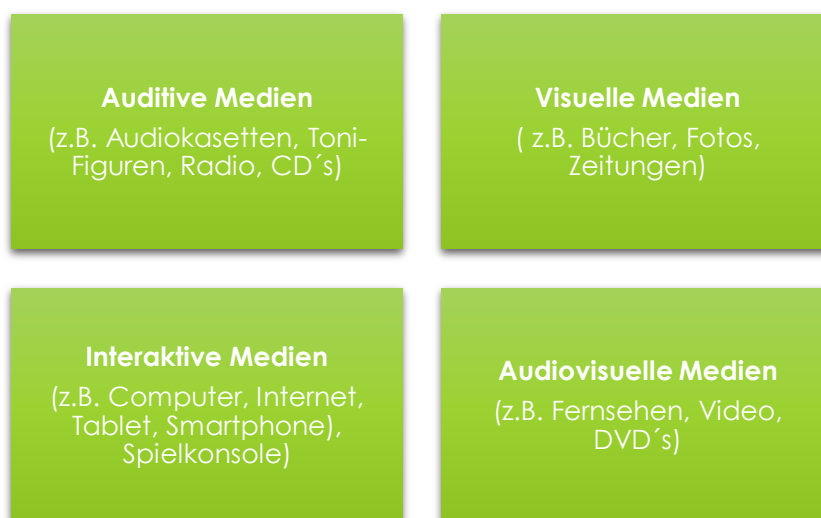 Auditive Medien
(z.B. Audiokasetten, Toni-
Figuren, Radio, CD´s)
Visuelle Medien
( z.B. Bücher, Fotos,
Zeitungen)
Interaktive Medien
(z.B. Computer, Internet,
Tablet, Smartphone),
Spielkonsole)
Audiovisuelle Medien
(z.B. Fernsehen, Video,
DVD´s)